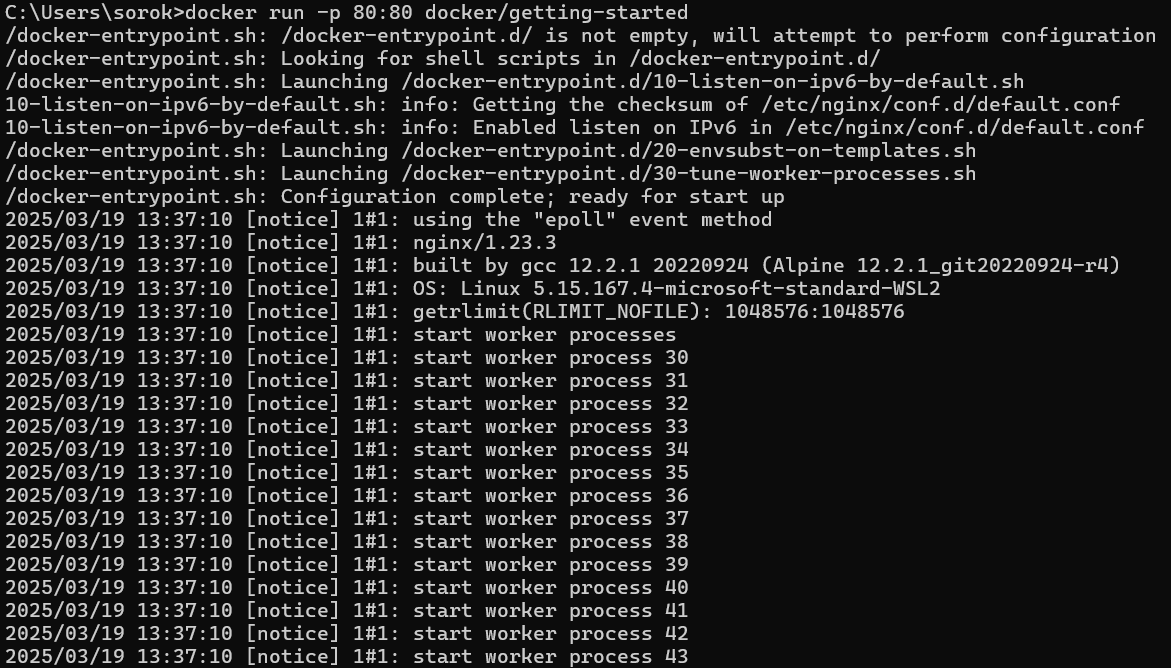 C:\Users\sorok>docker run -p 80:80 docker/getting-started
/docker-entrypoint.sh: /docker-entrypoint.d/ is not empty, will attempt to perform configuration
/docker-entrypoint.sh: Looking for shell scripts in /docker-entrypoint.d/
/docker-entrypoint.sh: Launching /docker-entrypoint.d/10-listen-on-ipv6-by-default.sh
10-listen-on-ipv6-by-default.sh: info: Getting the checksum of /etc/nginx/conf.d/default.conf
10-listen-on-ipv6-by-default.sh: info: Enabled listen on IPv6 in /etc/nginx/conf.d/default.conf
/docker-entrypoint.sh: Launching /docker-entrypoint.d/20-envsubst-on-templates.sh
/docker-entrypoint.sh: Launching /docker-entrypoint.d/30-tune-worker-processes.sh
/docker-entrypoint.sh: Configuration complete; ready for start up
2025/03/19 13:37:10 [notice] 1#1: using the "epoll" event method
2025/03/19 13:37:10 [notice] 1#1: nginx/1.23.3
2025/03/19 13:37:10 [notice] 1#1: built by gcc 12.2.1 20220924 (Alpine 12.2.1_git20220924-r4)
2025/03/19 13:37:10 [notice] 1#1: OS: Linux 5.15.167.4-microsoft-standard-WSL2
2025/03/19 13:37:10 [notice] 1#1: getrlimit(RLIMIT_NOFILE): 1048576:1048576
2025/03/19 13:37:10 [notice] 1#1: start worker processes
2025/03/19 13:37:10 [notice] 1#1: start worker process 30
2025/03/19 13:37:10 [notice] 1#1: start worker process 31
2025/03/19 13:37:10 [notice] 1#1: start worker process 32
2025/03/19 13:37:10 [notice] 1#1: start worker process 33
2025/03/19 13:37:10 [notice] 1#1: start worker process 34
2025/03/19 13:37:10 [notice] 1#1: start worker process 35
2025/03/19 13:37:10 [notice] 1#1: start worker process 36
2025/03/19 13:37:10 [notice] 1#1: start worker process 37
2025/03/19 13:37:10 [notice] 1#1: start worker process 38
2025/03/19 13:37:10 [notice] 1#1: start worker process 39
2025/03/19 13:37:10 [notice] 1#1: start worker process 40
2025/03/19 13:37:10 [notice] 1#1: start worker process 41
2025/03/19 13:37:10 [notice] 1#1: start worker process 42
2025/03/19 13:37:10 [notice] 1#1: start worker process 43